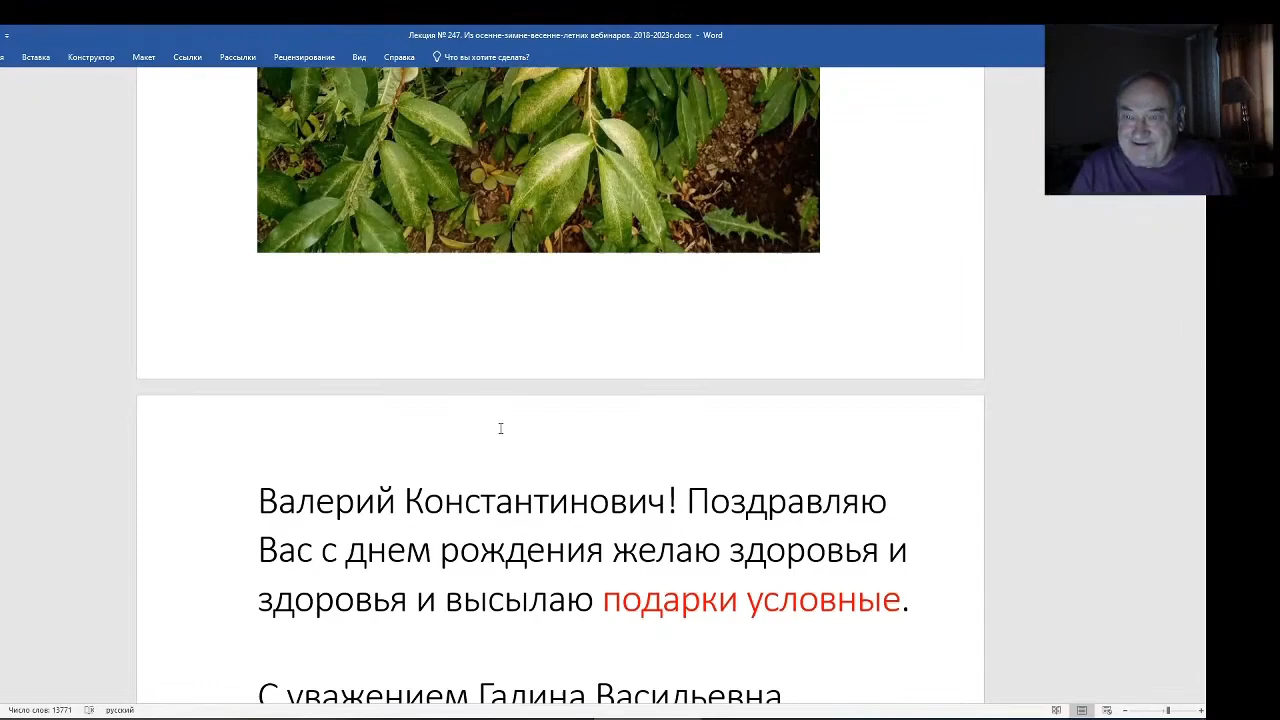 Лекция № 247. Из осенне-зимне-весенне-летних вебинаров. 2018-2023г.docx - Word
я Вставка Конструктор Макет Ссылки Рассылки Рецензирование Вид Справка Что вы хотите сделать?
Валерий Константинович! Поздравляю
Вас с днем рождения желаю здоровья и
здоровья и высылаю подарки условные.
С уважением Галина Васильевна
Число слов: 13771 русский